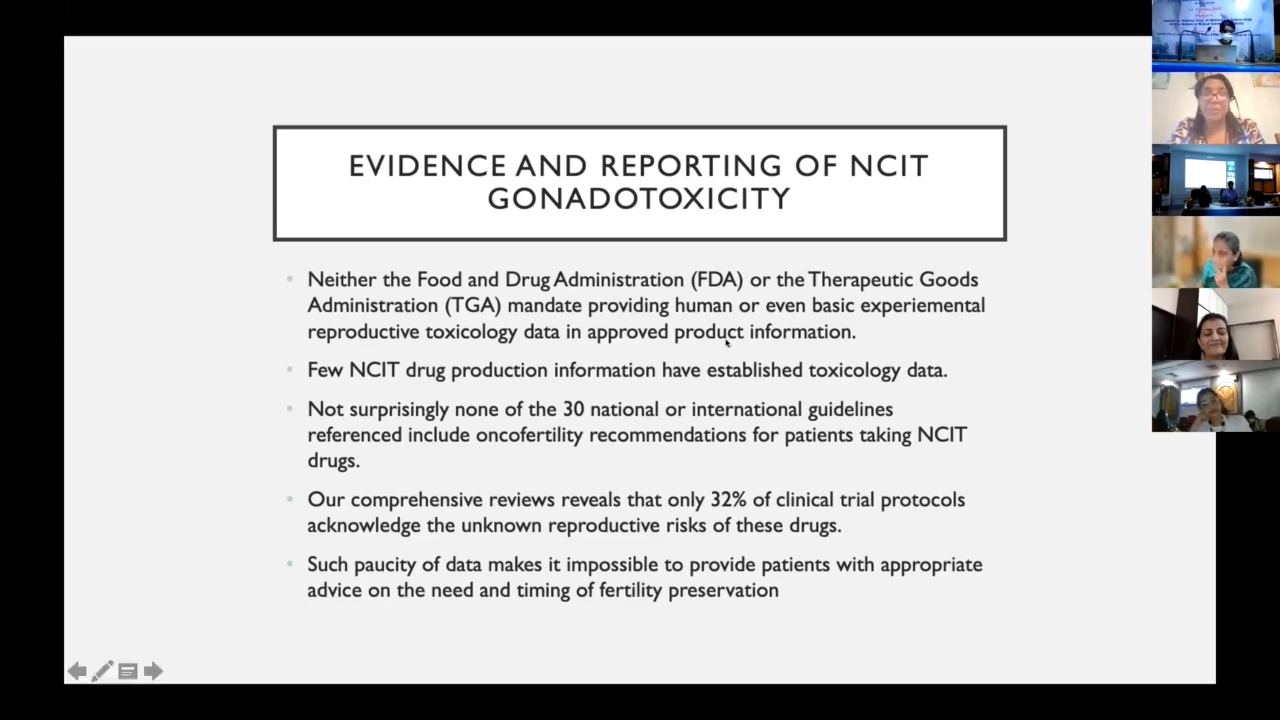 EVIDENCE AND REPORTING OF NCIT
GONADOTOXICITY
Neither the Food and Drug Administration (FDA) or the Therapeutic Goods
Administration (TGA) mandate providing human or even basic experiemental
reproductive toxicology data in approved product information.
Few NCIT drug production information have established toxicology data.
Not surprisingly none of the 30 national or international guidelines
referenced include oncofertility recommendations for patients taking NCIT
drugs.
Our comprehensive reviews reveals that only 32% of clinical trial protocols
acknowledge the unknown reproductive risks of these drugs.
Such paucity of data makes it impossible to provide patients with appropriate
advice on the need and timing of fertility preservation